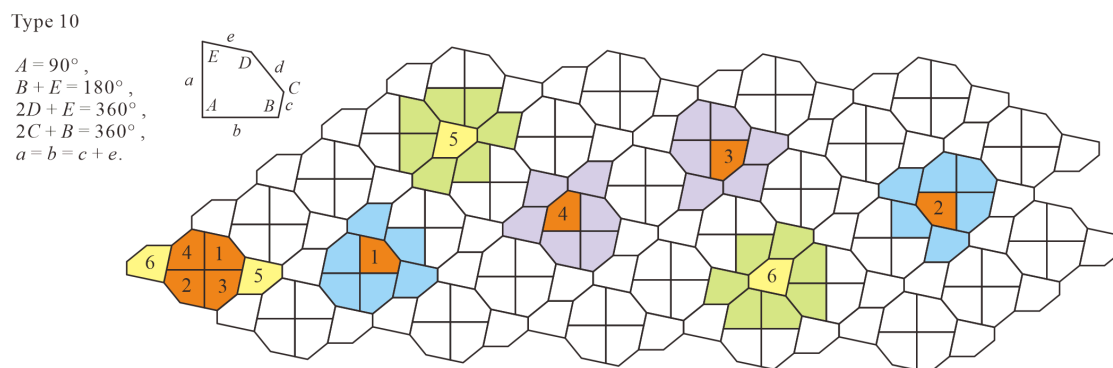 Type 10
A = 90° ,
B + E = 180° ,
2D + E = 360° ,
2C + B = 360° ,
a = b = c + e.
e
E
D
d
a
C
A
B
c
b
5
3
4
2
1
4
1
6
5
2
3
6